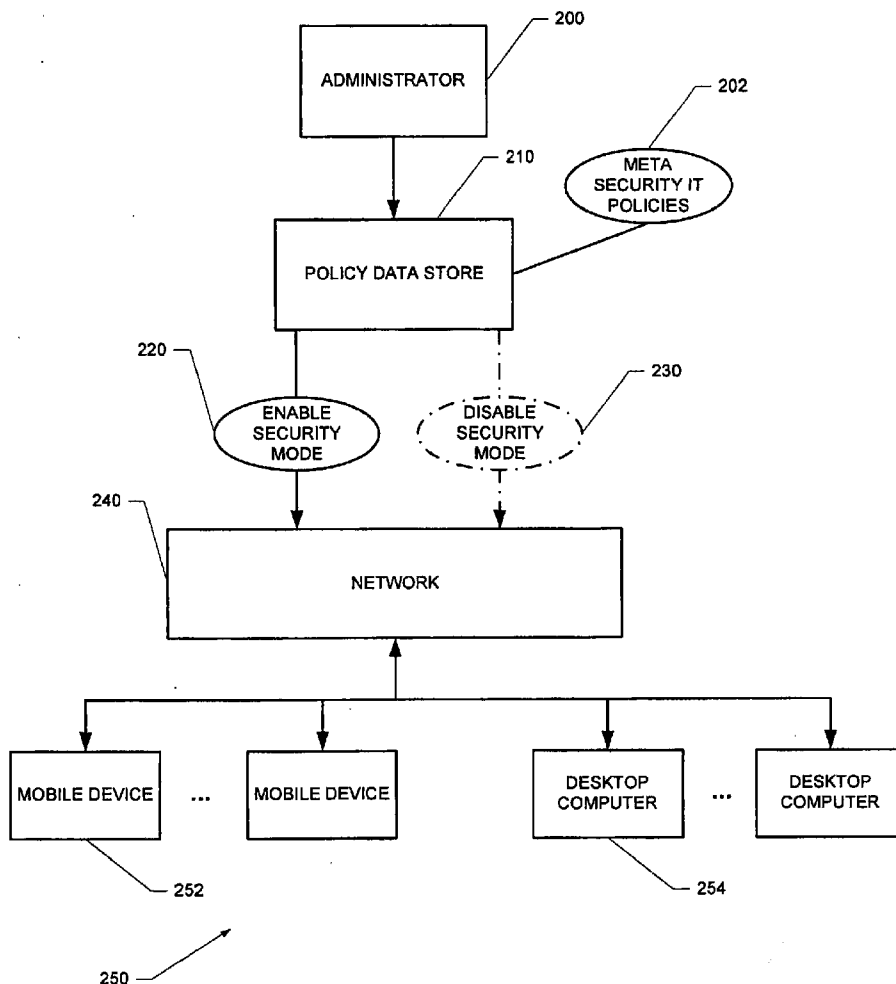 200
ADMINISTRATOR
202
210
META
SECURITY IT
POLICIES
POLICY DATA STORE
220
230
ENABLE
SECURITY
MODE
DISABLE
SECURITY
MODE
240
NETWORK
MOBILE DEVICE
...
MOBILE DEVICE
DESKTOP
COMPUTER
...
DESKTOP
COMPUTER
252
254
250